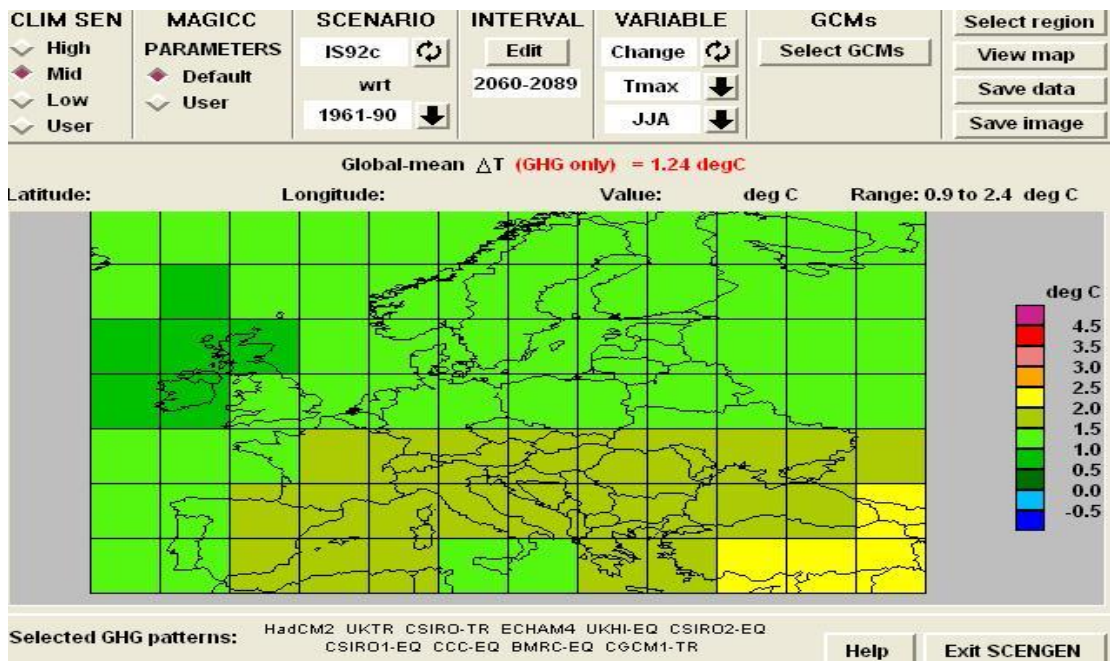 CLIM SEN MAGICC SCENARIO INTERVAL VARIABLE GCMs Select region
High PARAMETERS IS92c Edit Change Select GCMs View map
Mid Default wrt 2060-2089 Tmax Save data
Low User 1961-90 JJA Save image
User
Global-mean △T (GHG only) = 1.24 degC
Latitude: Longitude: Value: deg C Range: 0.9 to 2.4 deg C
deg C
4.5
3.5
3.0
2.5
2.0
1.5
1.0
0.5
0.0
-0.5
Selected GHG patterns: HadCM2 UKTR CSIRO-TR ECHAM4 UKHI-EQ CSIRO2-EQ
CSIRO1-EQ CCC-EQ BMRC-EQ CGCM1-TR
Help Exit SCENGEN